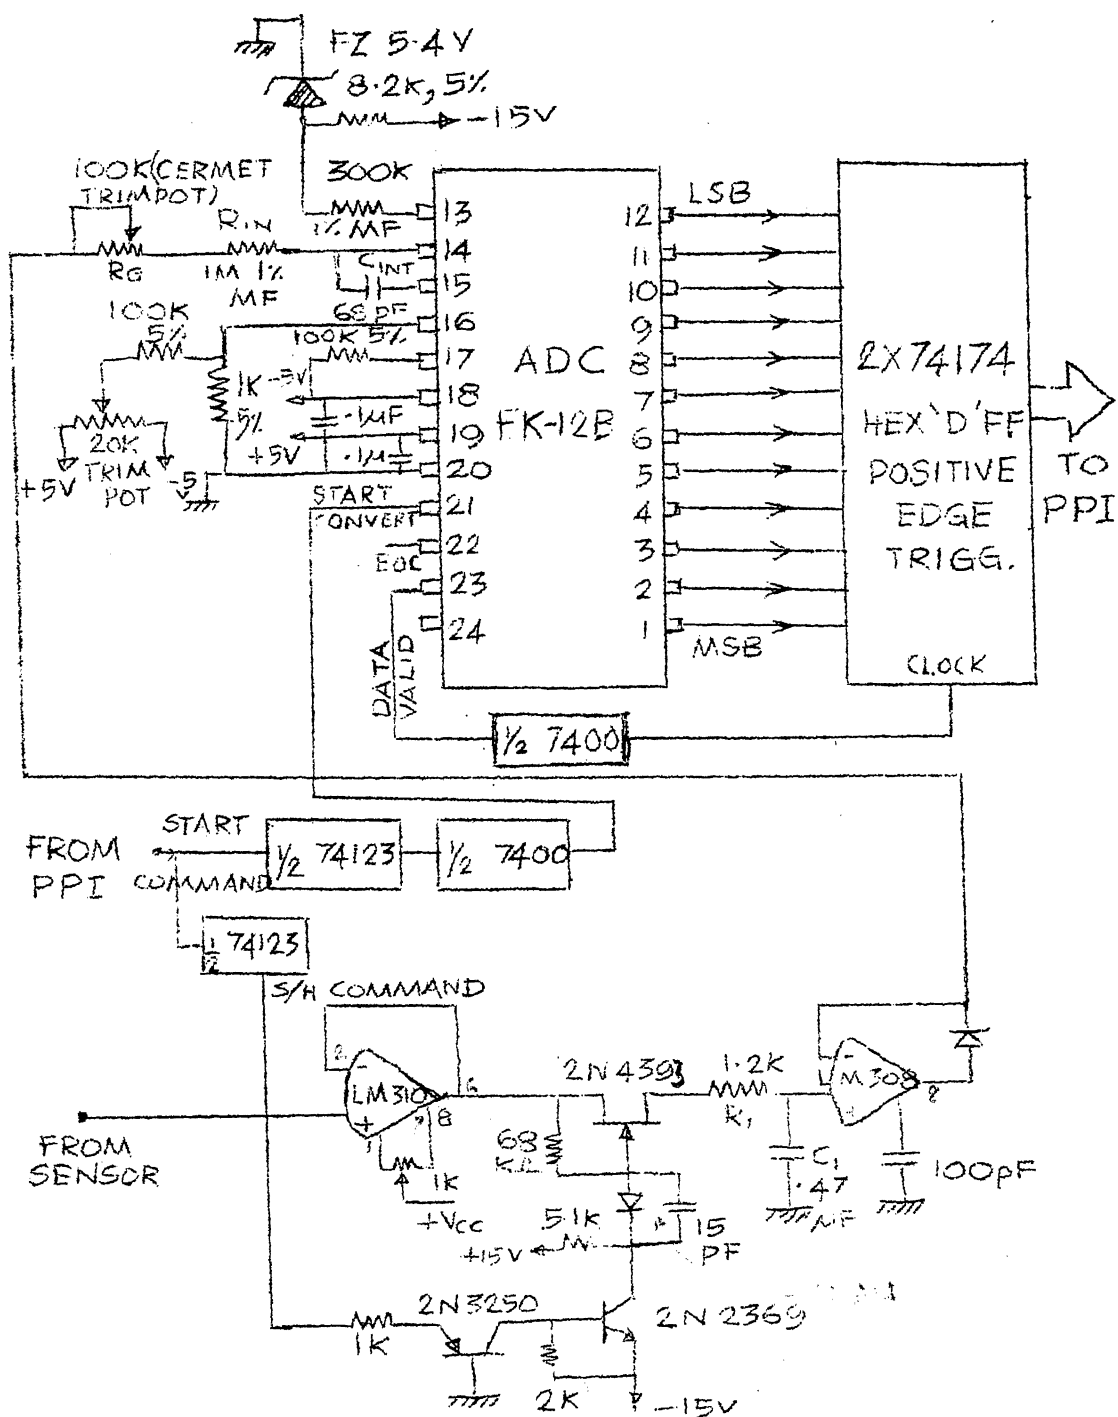 FZ 5.4V
8.2K, 5%
-15V
100K(CERMET
TRIMPOT)
300K
1% MF
RIN
RG
1M 1%
MF
CINT
68 PF
100K
5%
100K 5%
1K
5%
-5V
.1µF
+5V
.1µ
20K
TRIM
POT
+5V
-5
START
CONVERT
EOC
DATA
VALID
13
14
15
16
17
18
19
20
21
22
23
24
ADC
EK-12B
12
11
10
9
8
7
6
5
4
3
2
1
LSB
MSB
2X74174
HEX 'D' FF
POSITIVE
EDGE
TRIGG.
CLOCK
TO
PPI
1/2 7400
START
FROM
PPI
COMMAND
1/2 74123
1/2 7400
1/2 74123
S/H COMMAND
2
-
LM310
+
6
8
1
1K
+VCC
FROM
SENSOR
2N4393
1.2K
R1
68
KΩ
-
LM308
+
8
C1
.47
µF
100pF
5.1K
+15V
15
PF
2N3250
1K
2N2369
2K
-15V